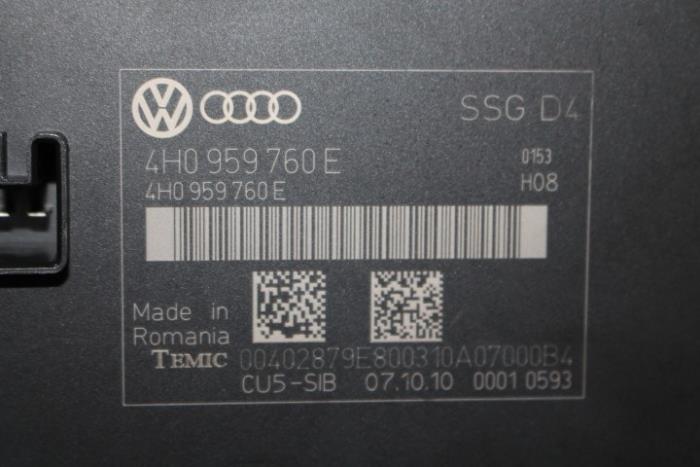 SSG D4
4H0 959 760 E
0153
4H0 959 760 E
H08
Made in
Romania
TEMIC 00402879E800310A07000B4
CU5-SIB 07.10.10 0001 0593